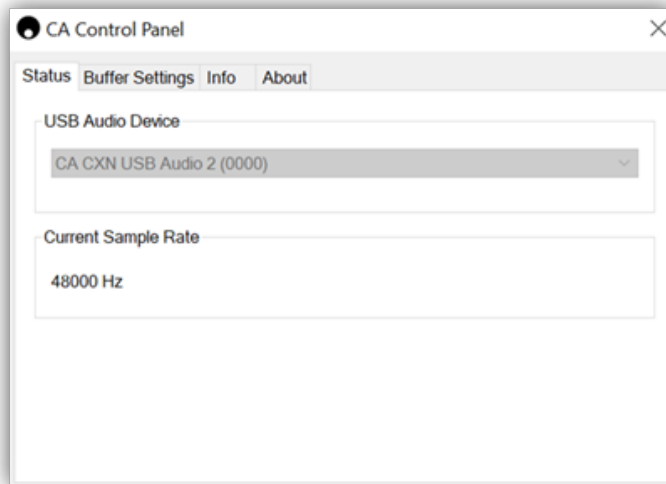 CA Control Panel
Status Buffer Settings Info About
USB Audio Device
CA CXN USB Audio 2 (0000)
Current Sample Rate
48000 Hz